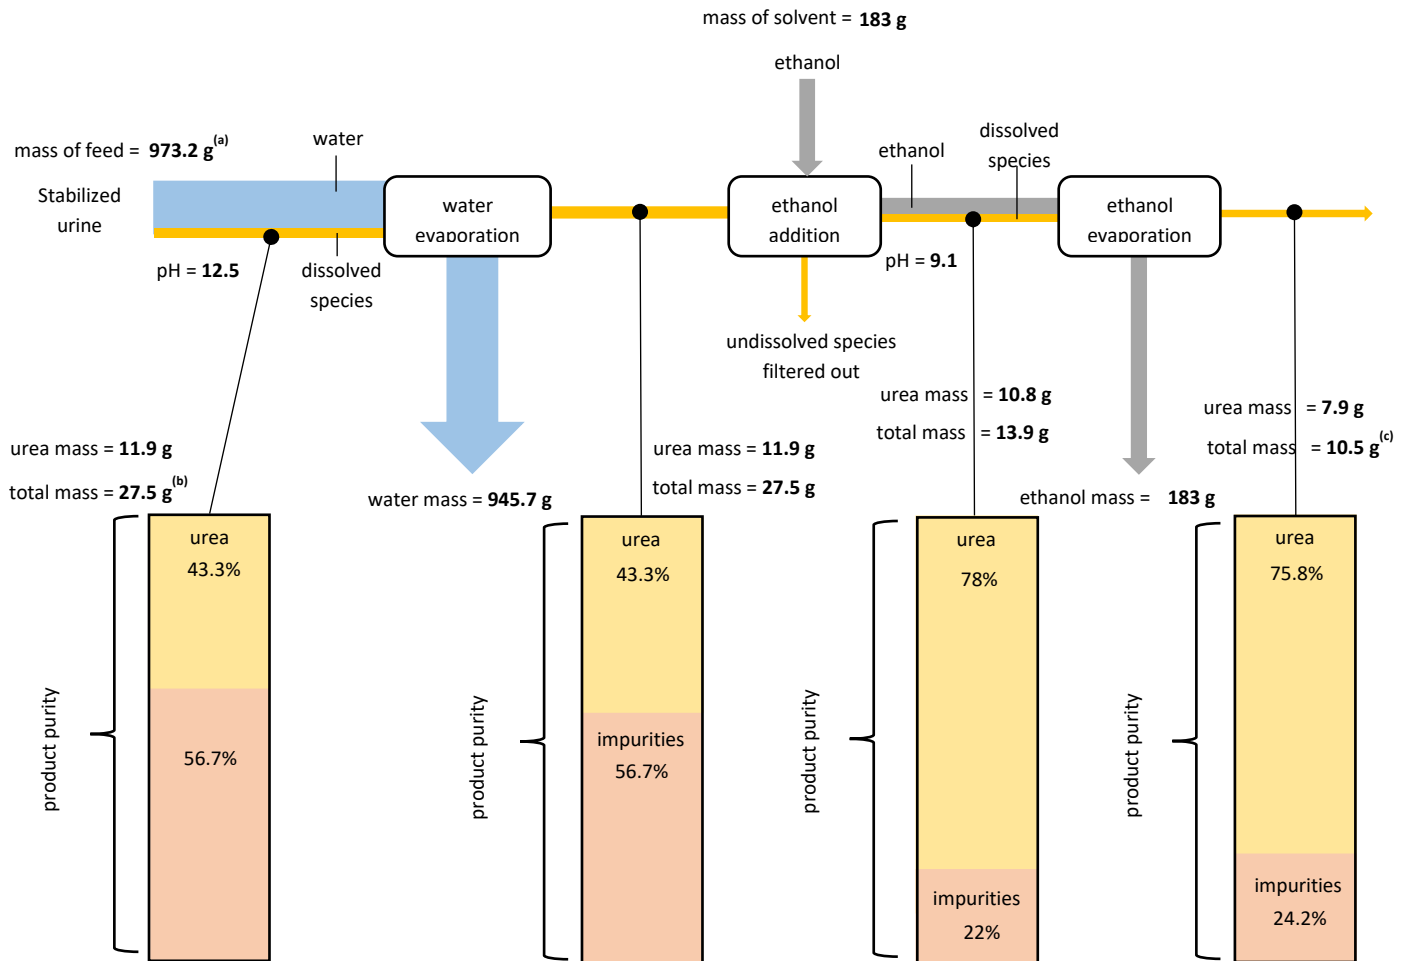 mass of solvent = 183 g
ethanol
mass of feed = 973.2 g(a)
water
Stabilized
urine
pH = 12.5
dissolved
species
water
evaporation
ethanol
addition
ethanol
dissolved
species
pH = 9.1
ethanol
evaporation
undissolved species
filtered out
urea mass = 11.9 g
total mass = 27.5 g(b)
water mass = 945.7 g
urea mass = 11.9 g
total mass = 27.5 g
urea mass = 10.8 g
total mass = 13.9 g
ethanol mass = 183 g
urea mass = 7.9 g
total mass = 10.5 g(c)
product purity
urea
43.3%
56.7%
product purity
urea
43.3%
impurities
56.7%
product purity
urea
78%
impurities
22%
product purity
urea
75.8%
impurities
24.2%